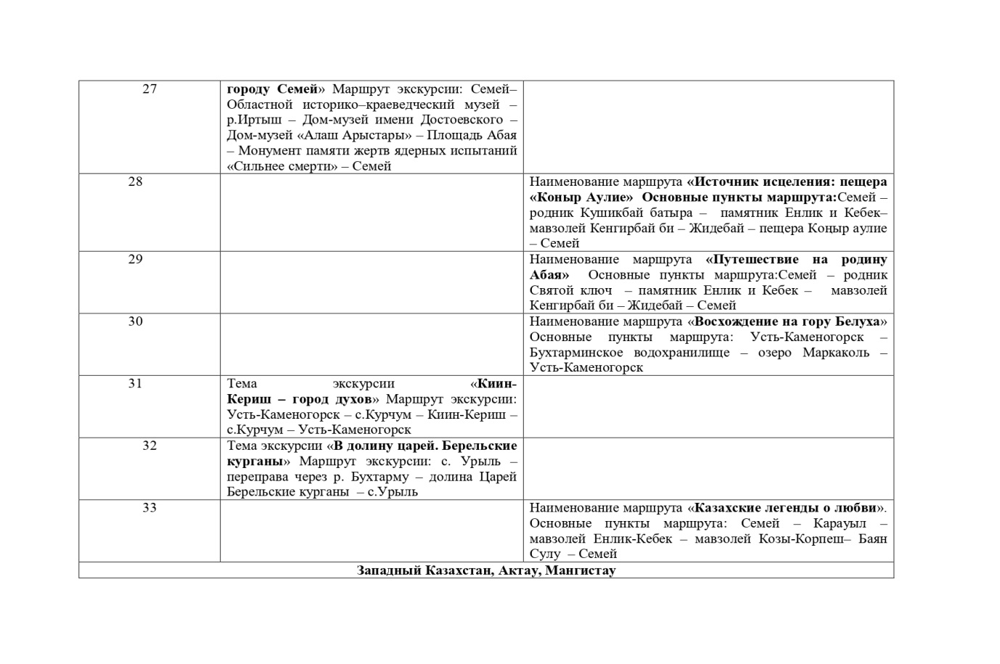 27
городу Семей» Маршрут экскурсии: Семей–
Областной историко–краеведческий музей –
р.Иртыш – Дом-музей имени Достоевского –
Дом-музей «Алаш Арыстары» – Площадь Абая
– Монумент памяти жертв ядерных испытаний
«Сильнее смерти» – Семей
28
Наименование маршрута «Источник исцеления: пещера
«Коныр Аулие» Основные пункты маршрута:Семей –
родник Кушикбай батыра – памятник Енлик и Кебек–
мавзолей Кенгирбай би – Жидебай – пещера Коңыр аулие
– Семей
29
Наименование маршрута «Путешествие на родину
Абая» Основные пункты маршрута:Семей – родник
Святой ключ – памятник Енлик и Кебек – мавзолей
Кенгирбай би – Жидебай – Семей
30
Наименование маршрута «Восхождение на гору Белуха»
Основные пункты маршрута: Усть-Каменогорск –
Бухтарминское водохранилище – озеро Маркаколь –
Усть-Каменогорск
31
Тема экскурсии «Киин-
Кериш – город духов» Маршрут экскурсии:
Усть-Каменогорск – с.Курчум – Киин-Кериш –
с.Курчум – Усть-Каменогорск
32
Тема экскурсии «В долину царей. Берельские
курганы» Маршрут экскурсии: с. Урыль –
переправа через р. Бухтарму – долина Царей
Берельские курганы – с.Урыль
33
Наименование маршрута «Казахские легенды о любви».
Основные пункты маршрута: Семей – Карауыл –
мавзолей Енлик-Кебек – мавзолей Козы-Корпеш– Баян
Сулу – Семей
Западный Казахстан, Актау, Мангистау